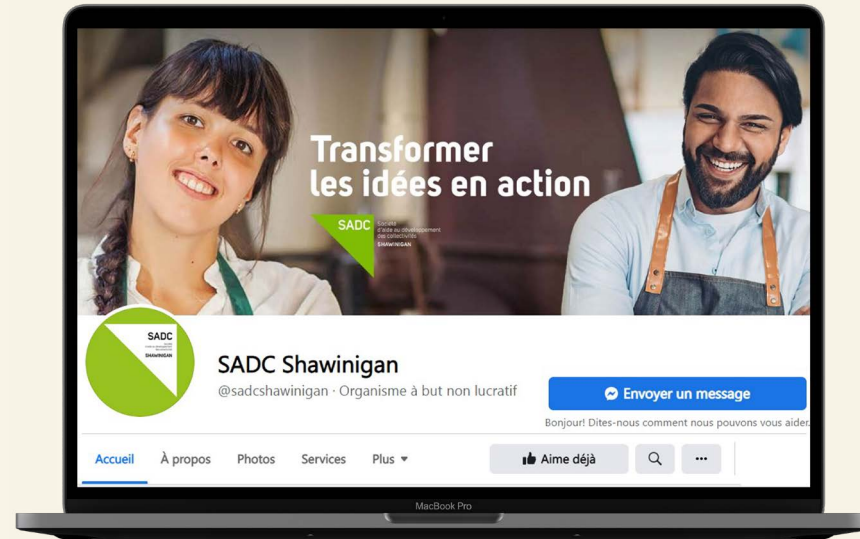 Transformer
les idées en action
SADC
Société
d'aide au développement
des collectivités
SHAWINIGAN
SADC
SHAWINIGAN
SADC Shawinigan
@sadcshawinigan · Organisme à but non lucratif
Envoyer un message
Bonjour! Dites-nous comment nous pouvons vous aider.
Accueil À propos Photos Services Plus
Aime déjà
MacBook Pro